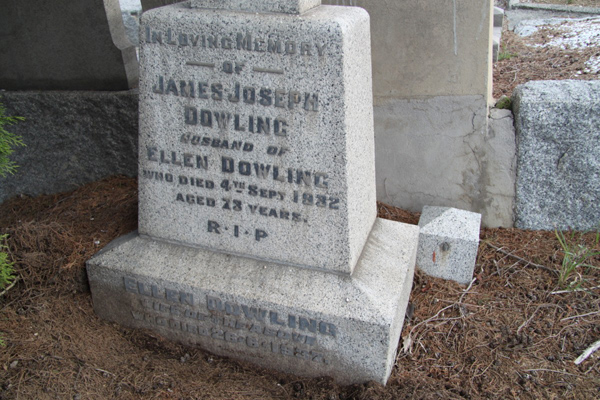 IN LOVING MEMORY
OF
JAMES JOSEPH
DOWLING
HUSBAND OF
ELLEN DOWLING
WHO DIED 4TH SEPT 1932
AGED 73 YEARS.
R·I·P
ELLEN DOWLING